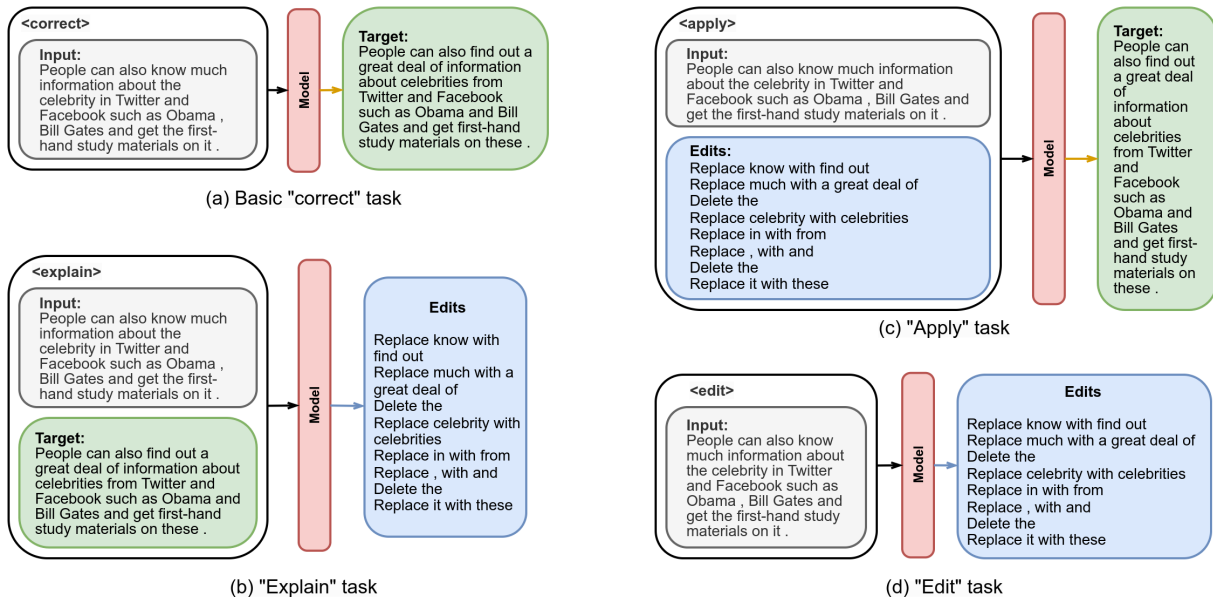 <correct>
Input:
People can also know much
information about the
celebrity in Twitter and
Facebook such as Obama ,
Bill Gates and get the first-
hand study materials on it .
Model
Target:
People can also find out a
great deal of information
about celebrities from
Twitter and Facebook
such as Obama and Bill
Gates and get first-hand
study materials on these .
(a) Basic "correct" task
<explain>
Input:
People can also know much
information about the
celebrity in Twitter and
Facebook such as Obama ,
Bill Gates and get the first-
hand study materials on it .
Target:
People can also find out a
great deal of information about
celebrities from Twitter and
Facebook such as Obama and
Bill Gates and get first-hand
study materials on these .
Model
Edits
Replace know with
find out
Replace much with a
great deal of
Delete the
Replace celebrity with
celebrities
Replace in with from
Replace , with and
Delete the
Replace it with these
(b) "Explain" task
<apply>
Input:
People can also know much information
about the celebrity in Twitter and
Facebook such as Obama , Bill Gates and
get the first-hand study materials on it .
Edits:
Replace know with find out
Replace much with a great deal of
Delete the
Replace celebrity with celebrities
Replace in with from
Replace , with and
Delete the
Replace it with these
Model
Target:
People can
also find out
a great deal
of
information
about
celebrities
from Twitter
and
Facebook
such as
Obama and
Bill Gates
and get first-
hand study
materials on
these .
(c) "Apply" task
<edit>
Input:
People can also know
much information about
the celebrity in Twitter
and Facebook such as
Obama , Bill Gates and
get the first-hand study
materials on it .
Model
Edits
Replace know with find out
Replace much with a great deal of
Delete the
Replace celebrity with celebrities
Replace in with from
Replace , with and
Delete the
Replace it with these
(d) "Edit" task